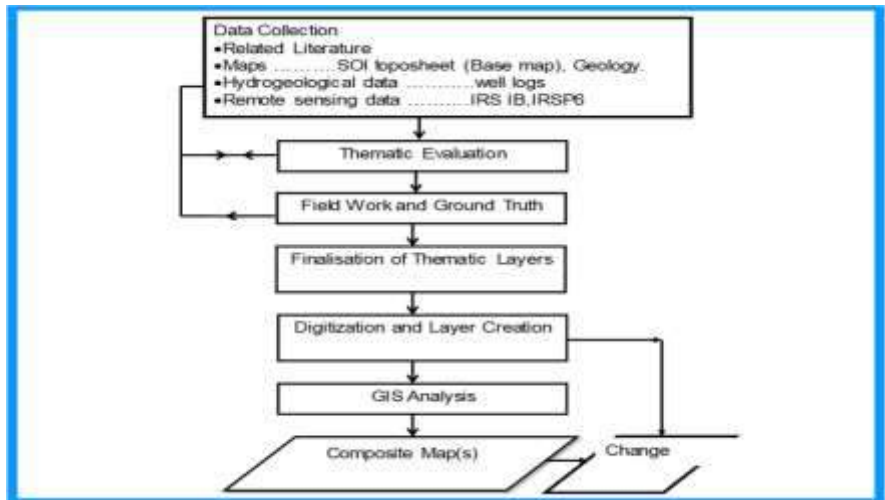 Data Collection
•Related Literature
•Maps ...........SOI toposheet (Base map), Geology.
•Hydrogeological data ............well logs
•Remote sensing data ...........IRS IB,IRSP6
Thematic Evaluation
Field Work and Ground Truth
Finalisation of Thematic Layers
Digitization and Layer Creation
GIS Analysis
Composite Map(s)
Change